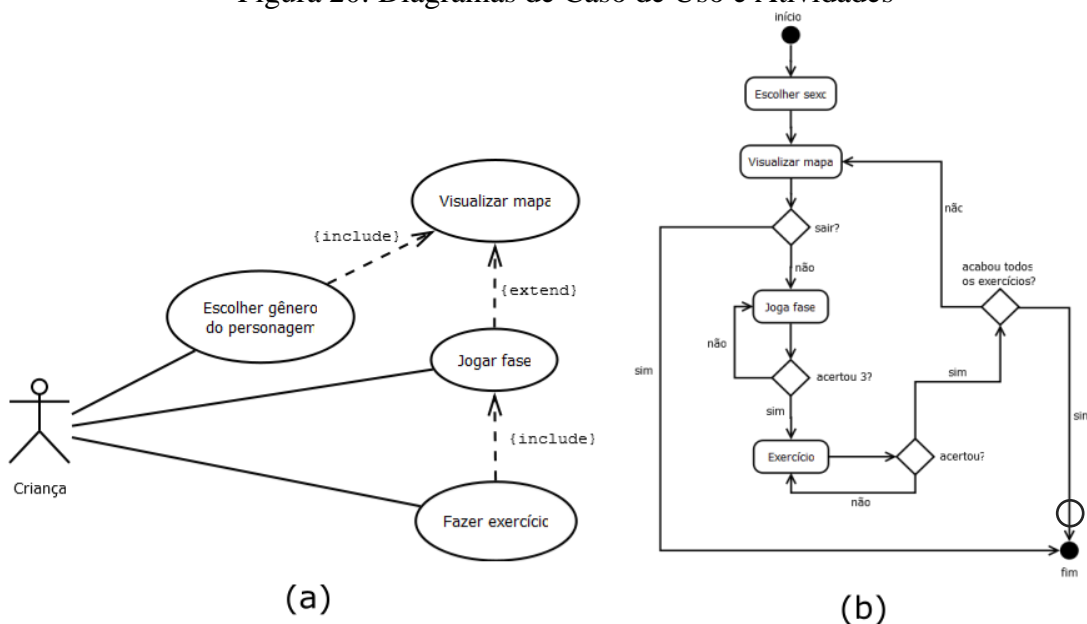 Figura 20: Diagramas de Caso de Uso e Atividades
Visualizar mapa
{include}
{extend}
Escolher gênero
do personagem
Jogar fase
{include}
Criança
Fazer exercício
(a)
início
Escolher sexo
Visualizar mapa
não
sair?
não
acabou todos
os exercícios?
Joga fase
não
sim
acertou 3?
sim
sim
sim
Exercício
acertou?
não
fim
(b)